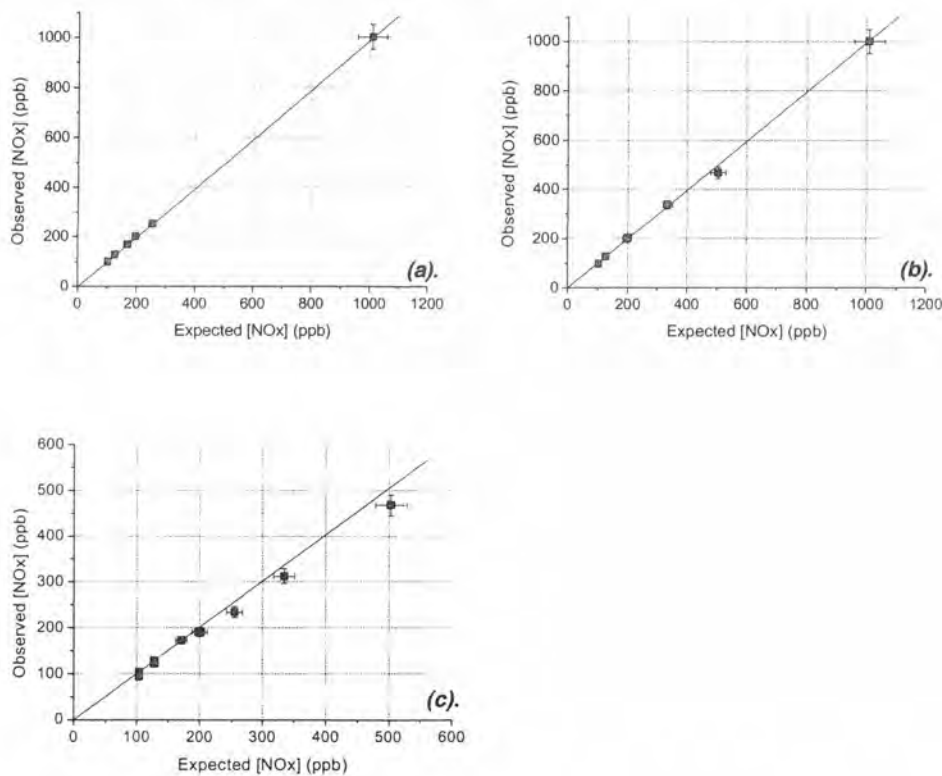 1000
800
600
400
200
0
Observed [NOx] (ppb)
0 200 400 600 800 1000 1200
Expected [NOx] (ppb)
(a).
1000
800
600
400
200
0
Observed [NOx] (ppb)
0 200 400 600 800 1000 1200
Expected [NOx] (ppb)
(b).
600
500
400
300
200
100
0
Observed [NOx] (ppb)
0 100 200 300 400 500 600
Expected [NOx] (ppb)
(c).